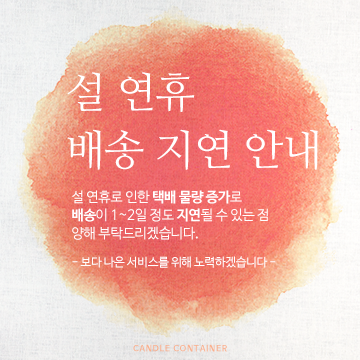 설 연휴
배송 지연 안내
설 연휴로 인한 택배 물량 증가로
배송이 1~2일 정도 지연될 수 있는 점
양해 부탁드리겠습니다.
~ 보다 나은 서비스를 위해 노력하겠습니다 ~
CANDLE CONTAINER